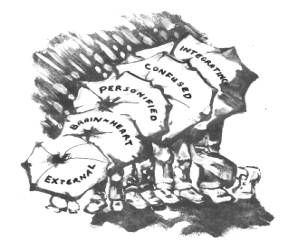 INTEGRATING
CONFUSED
PERSONIFIED
BRAIN-HEART
EXTERNAL